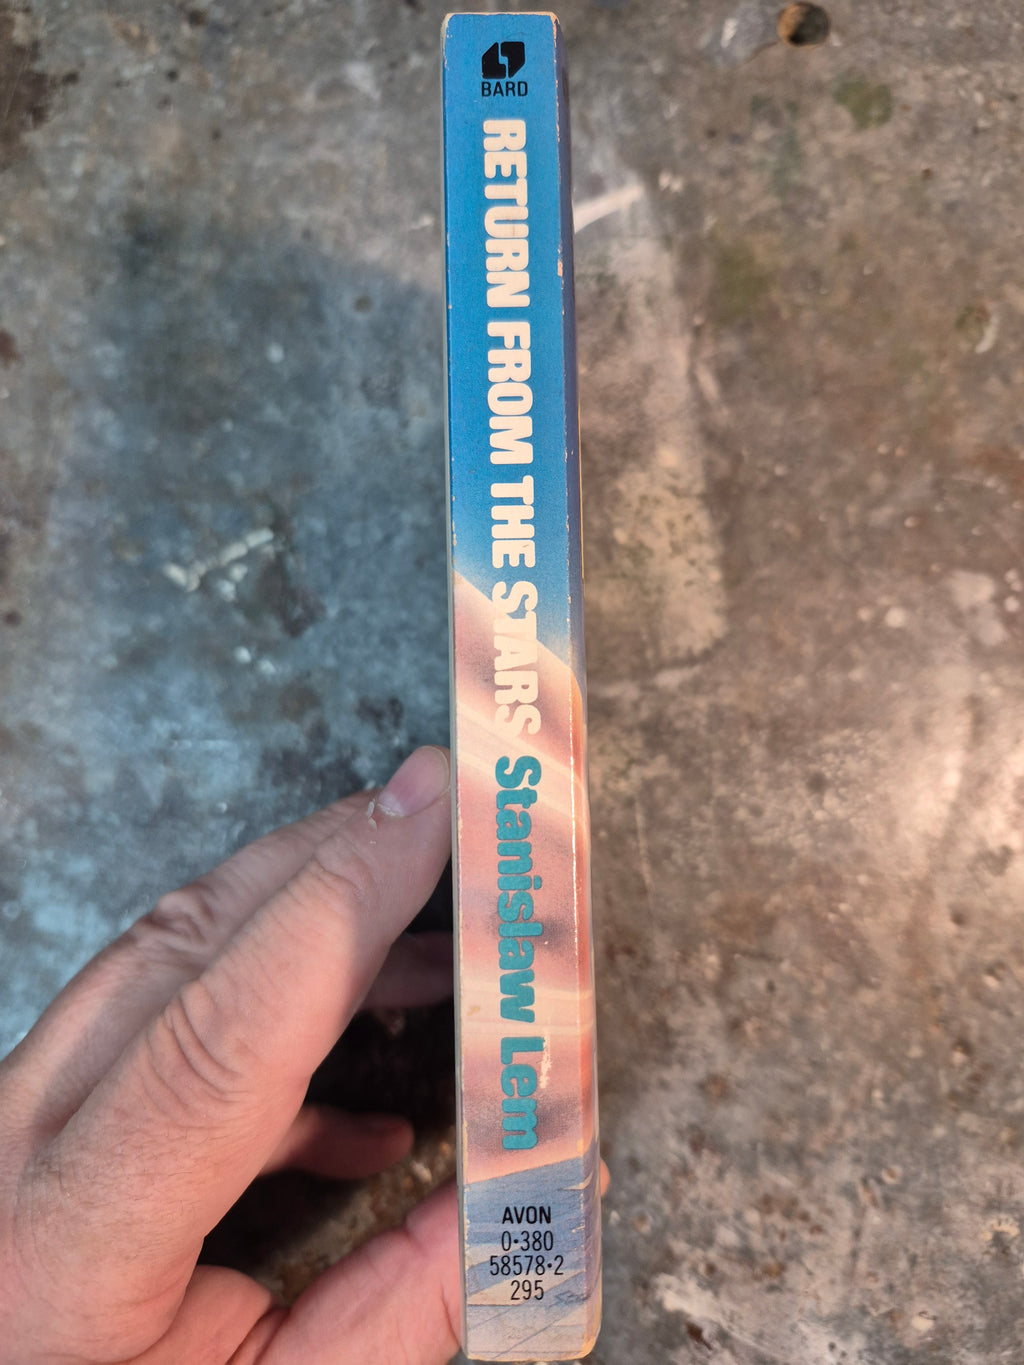 BARD
RETURN FROM THE STARS Stanislaw Lem
AVON
0•380
58578•2
295